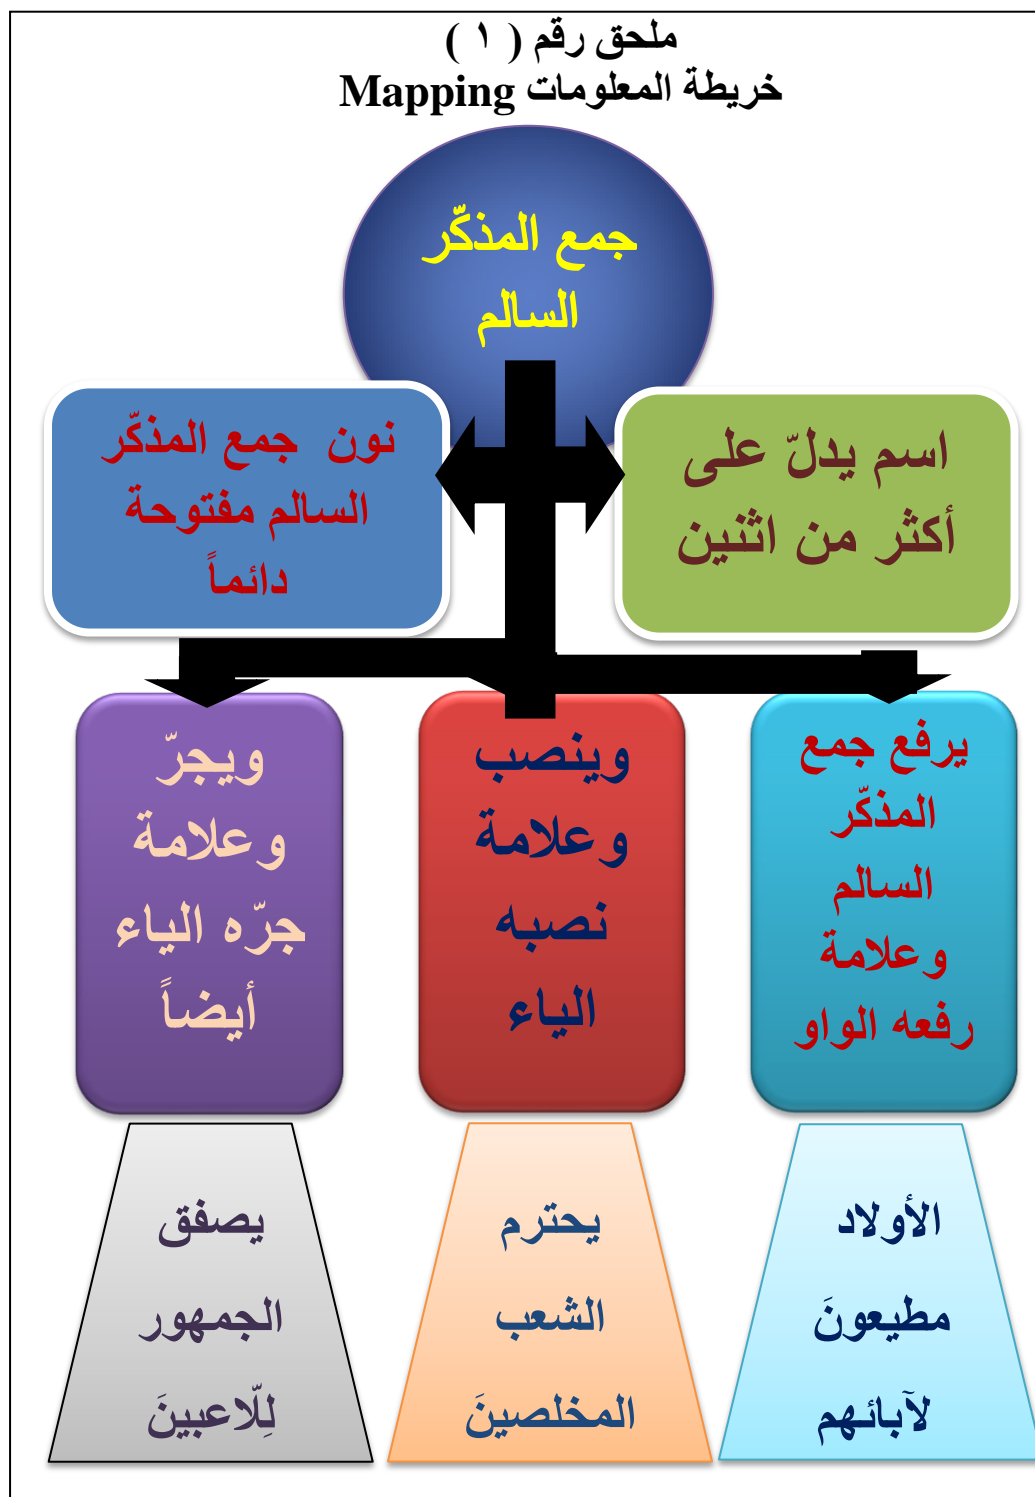 ملحق رقم ( ١ )
خريطة المعلومات Mapping
جمع المذكّر
السالم
اسم يدلّ على
أكثر من اثنين
نون جمع المذكّر
السالم مفتوحة
دائماً
يرفع جمع
المذكّر
السالم
وعلامة
رفعه الواو
وينصب
وعلامة
نصبه
الياء
ويجرّ
وعلامة
جرّه الياء
أيضاً
الأولاد
مطيعونَ
لآبائهم
يحترم
الشعب
المخلصينَ
يصفق
الجمهور
لِلّاعبينَ